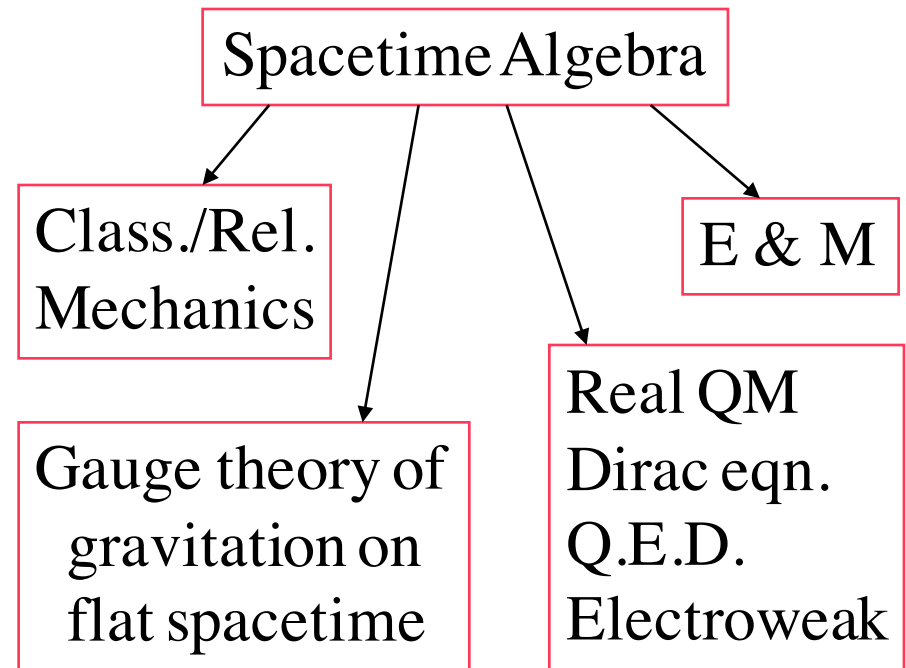 Spacetime Algebra
Class./Rel.
Mechanics
E & M
Gauge theory of
gravitation on
flat spacetime
Real QM
Dirac eqn.
Q.E.D.
Electroweak